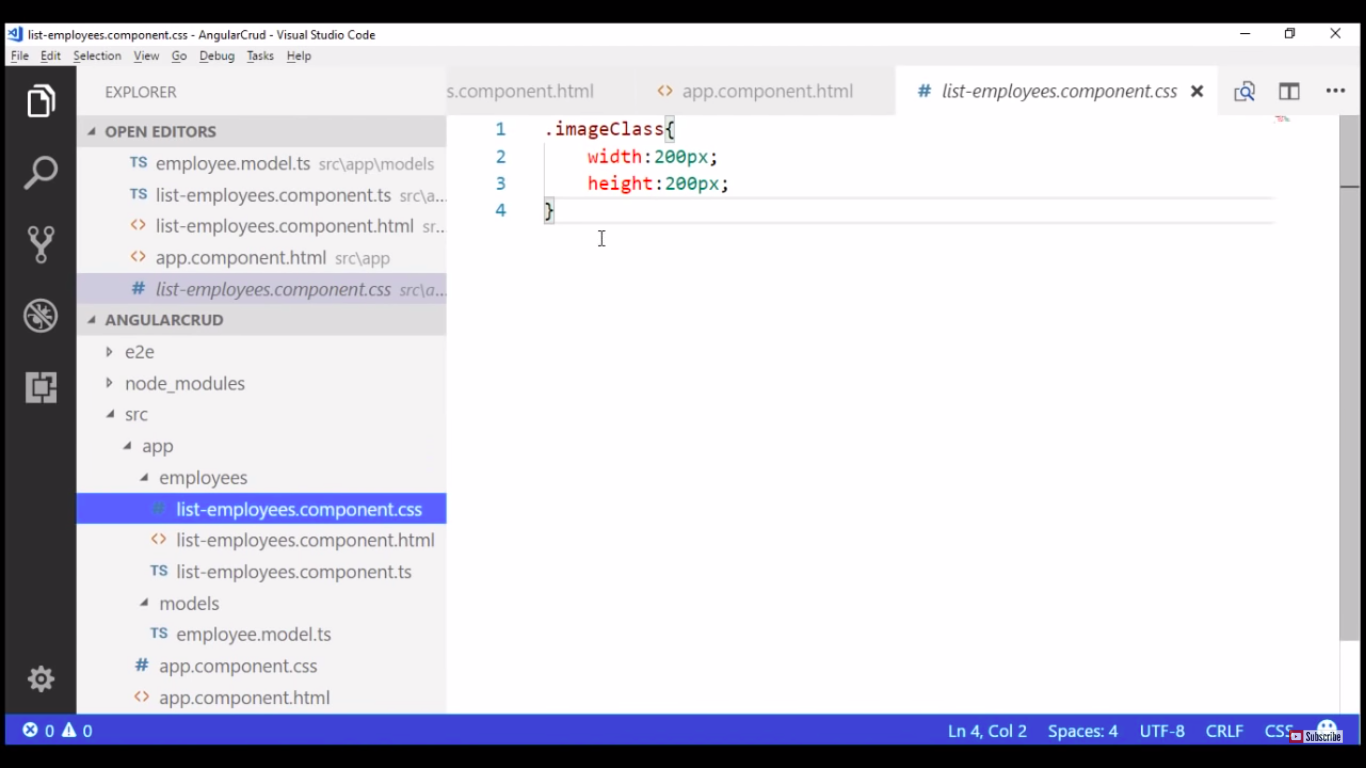 list-employees.component.css - AngularCrud - Visual Studio Code
File Edit Selection View Go Debug Tasks Help
EXPLORER
OPEN EDITORS
TS employee.model.ts src\app\models
TS list-employees.component.ts src\a...
<> list-employees.component.html sr...
<> app.component.html src\app
# list-employees.component.css src\a...
ANGULARCRUD
e2e
node_modules
src
app
employees
# list-employees.component.css
<> list-employees.component.html
TS list-employees.component.ts
models
TS employee.model.ts
# app.component.css
<> app.component.html
s.component.html <> app.component.html # list-employees.component.css
1 .imageClass{
2 width:200px;
3 height:200px;
4 }
0 0 Ln 4, Col 2 Spaces: 4 UTF-8 CRLF CSS
Subscribe